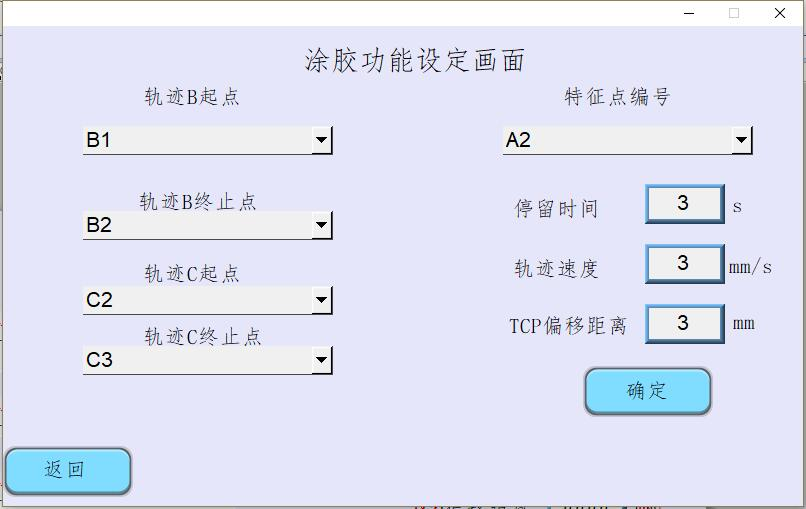 涂胶功能设定画面
轨迹B起点
B1
轨迹B终止点
B2
轨迹C起点
C2
轨迹C终止点
C3
特征点编号
A2
停留时间 3 s
轨迹速度 3 mm/s
TCP偏移距离 3 mm
确定
返回